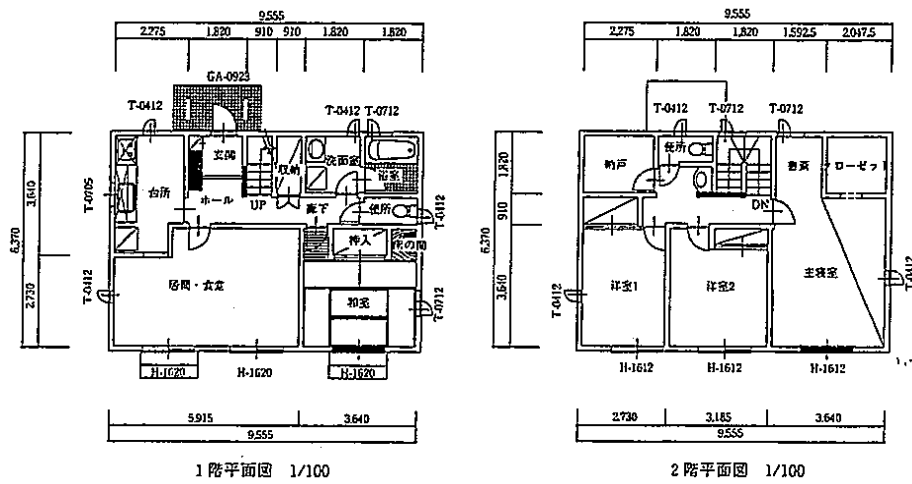 9.555
2.275 1.820 910 910 1.820 1.820
GA-0923
T-0412 T-0412 T-0712
6.370
3.640
2.730
T-0705
T-0412
玄関
収納
洗面室
浴室
台所
ホール
UP
廊下
便所
T-0412
押入
床の間
居間・食堂
和室
T-0712
H-1620 H-1620 H-1620
5.915 3.640
9.555
1階平面図 1/100
9.555
2.275 1.820 1.820 1.592.5 2.047.5
T-0412 T-0712 T-0712
6.370
1.820
910
3.640
T-0412
納戸
便所
書斎
ローゼット
DN
洋室1
洋室2
主寝室
T-0412
H-1612 H-1612 H-1612
2.730 3.185 3.640
9.555
2階平面図 1/100